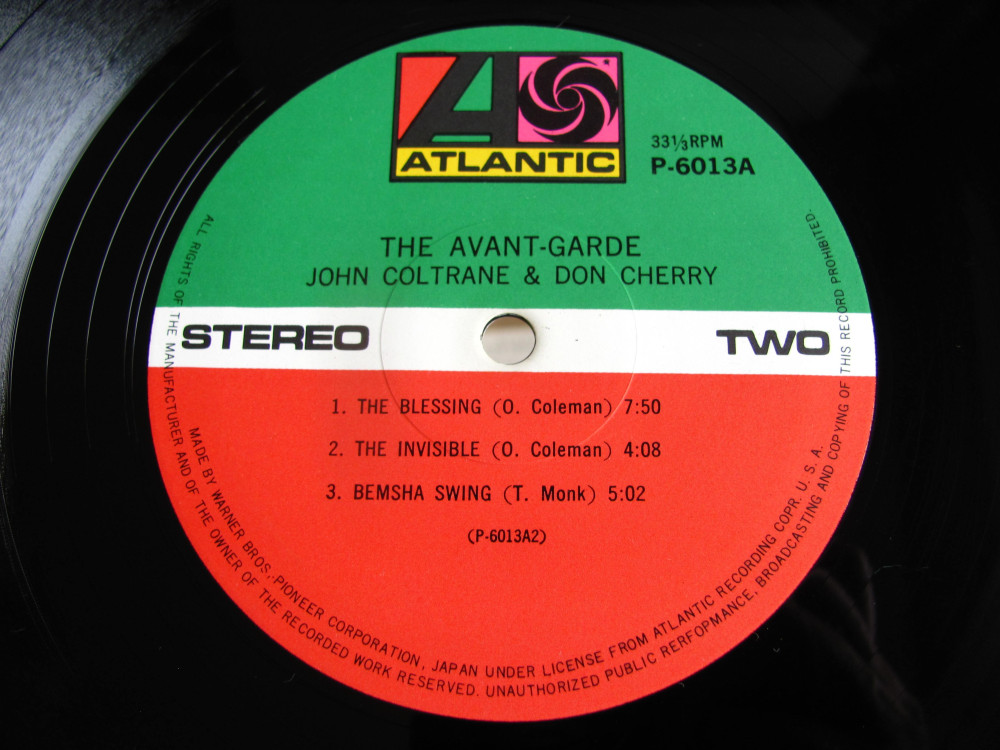 ATLANTIC
33⅓RPM
P-6013A
THE AVANT-GARDE
JOHN COLTRANE & DON CHERRY
STEREO
TWO
1. THE BLESSING (O. Coleman) 7:50
2. THE INVISIBLE (O. Coleman) 4:08
3. BEMSHA SWING (T. Monk) 5:02
(P-6013A2)
MADE BY WARNER BROS., PIONEER CORPORATION, JAPAN UNDER LICENSE FROM ATLANTIC RECORDING COPR. U. S. A.
ALL RIGHTS OF THE MANUFACTURER AND OF THE OWNER OF THE RECORDED WORK RESERVED. UNAUTHORIZED PUBLIC RERFOPMANCE, BROADCASTING AND COPYING OF THIS RECORD PROHIBITED.